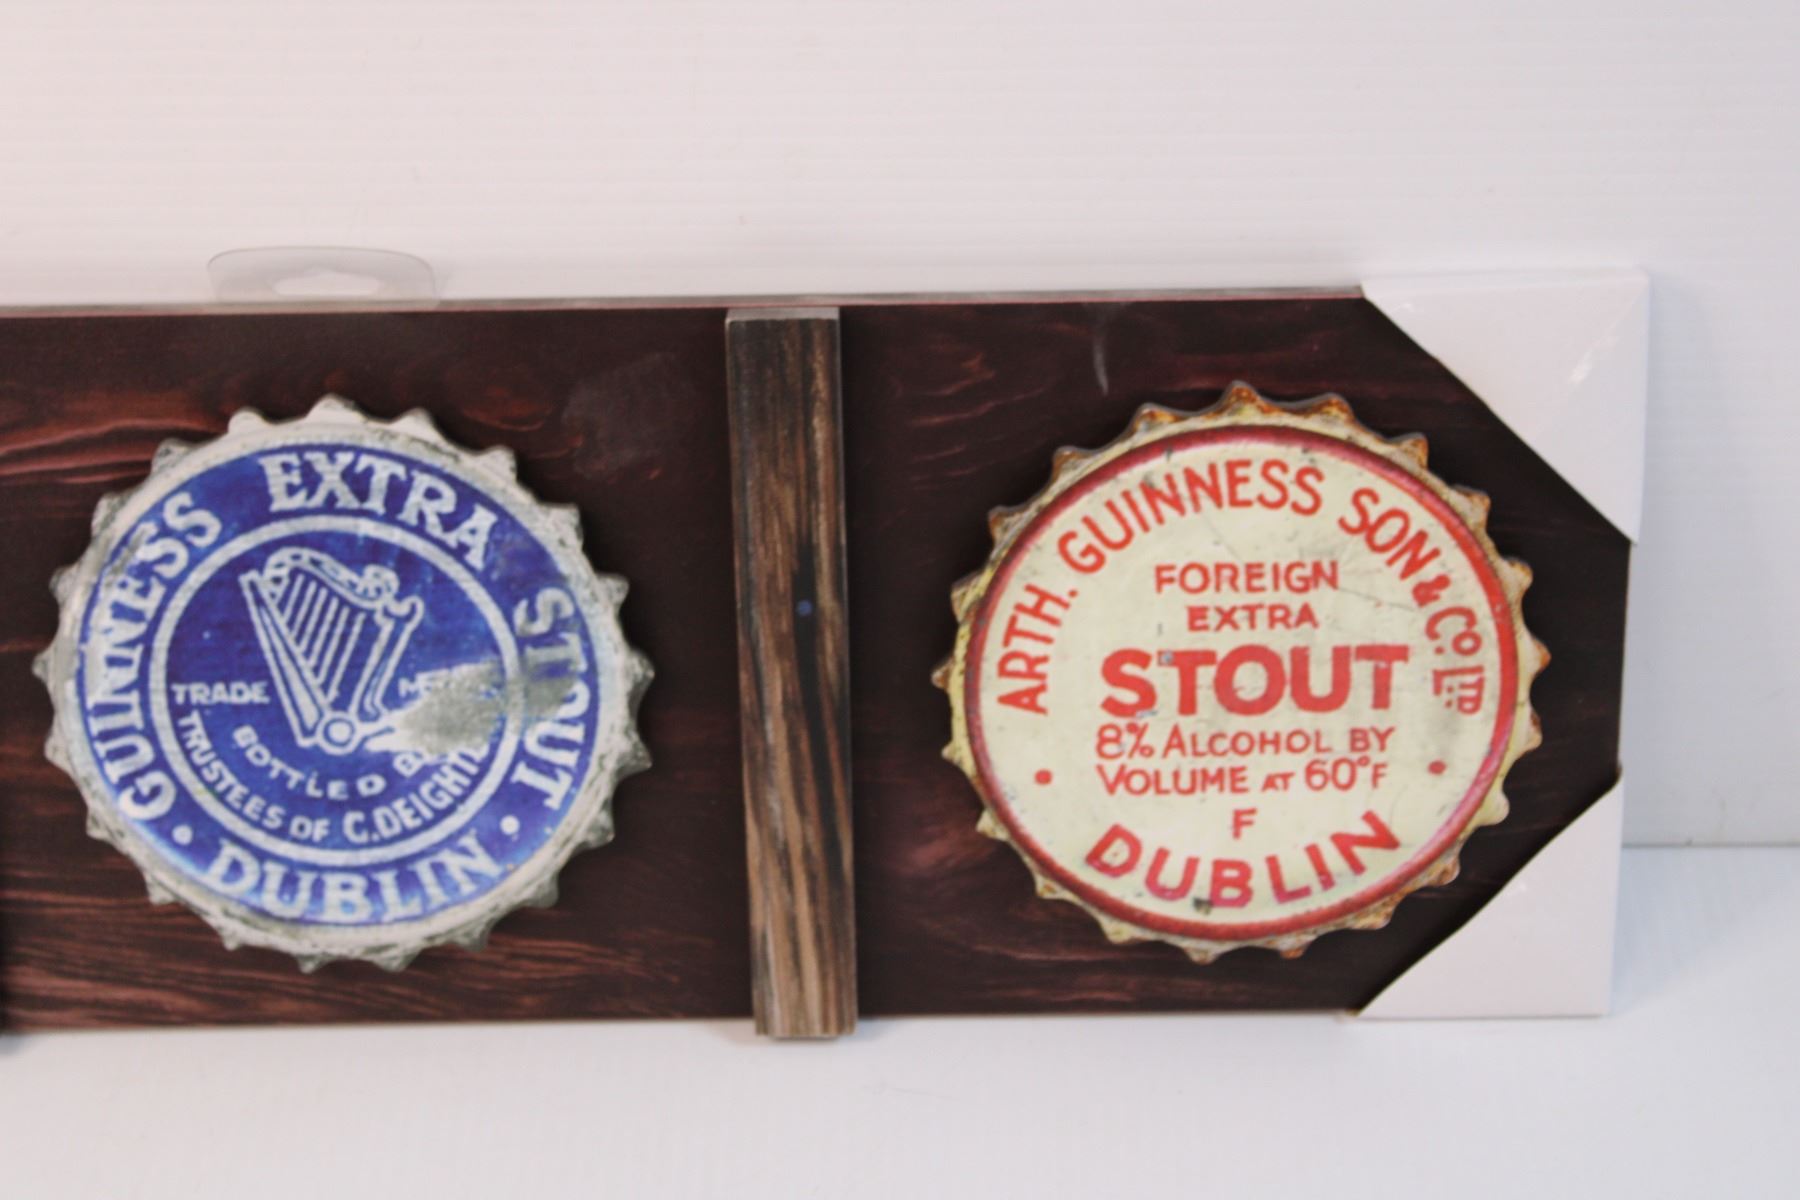 GUINNESS EXTRA STOUT
TRADE
BOTTLED
TRUSTEES OF C. DEIGHT
DUBLIN
ARTH. GUINNESS SON & CO. LTD
FOREIGN
EXTRA
STOUT
8% ALCOHOL BY
VOLUME AT 60°F
F
DUBLIN